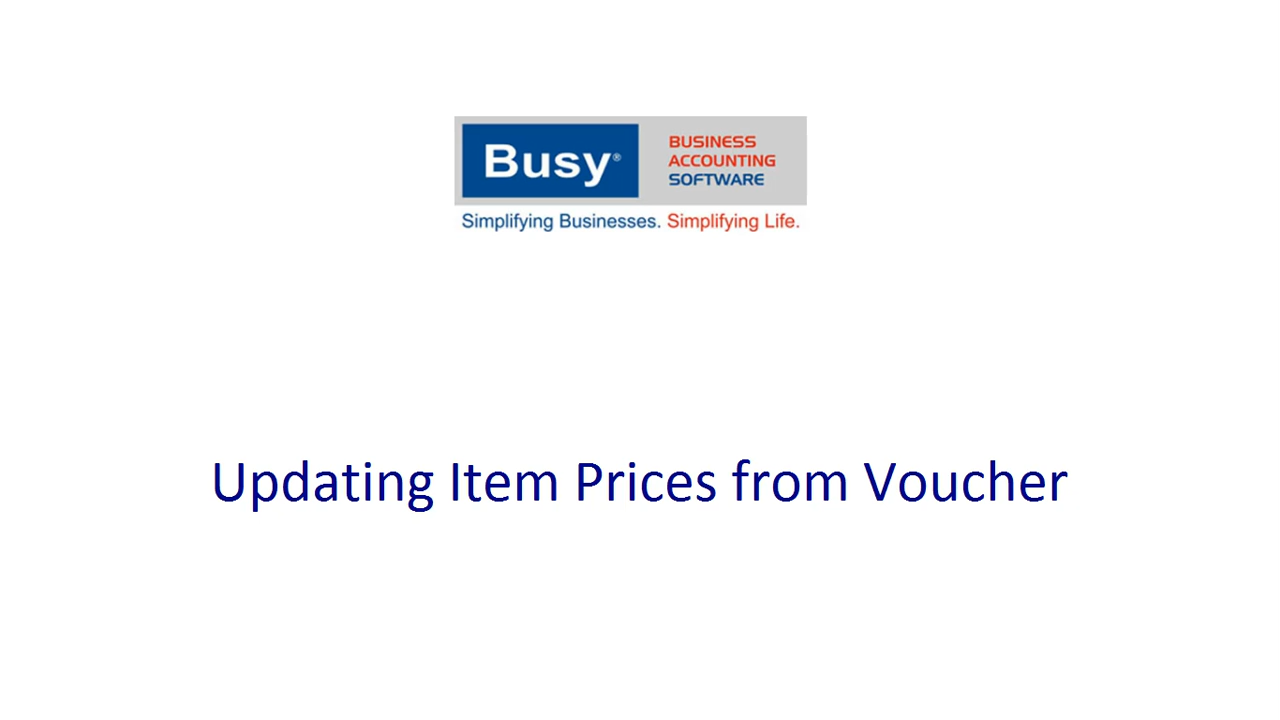 Busy®
BUSINESS
ACCOUNTING
SOFTWARE
Simplifying Businesses. Simplifying Life.
Updating Item Prices from Voucher